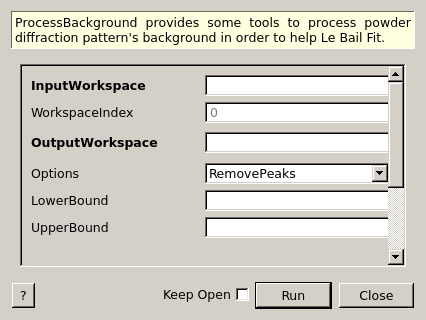 ProcessBackground provides some tools to process powder
diffraction pattern's background in order to help Le Bail Fit.
InputWorkspace
WorkspaceIndex 0
OutputWorkspace
Options RemovePeaks
LowerBound
UpperBound
? Keep Open Run Close